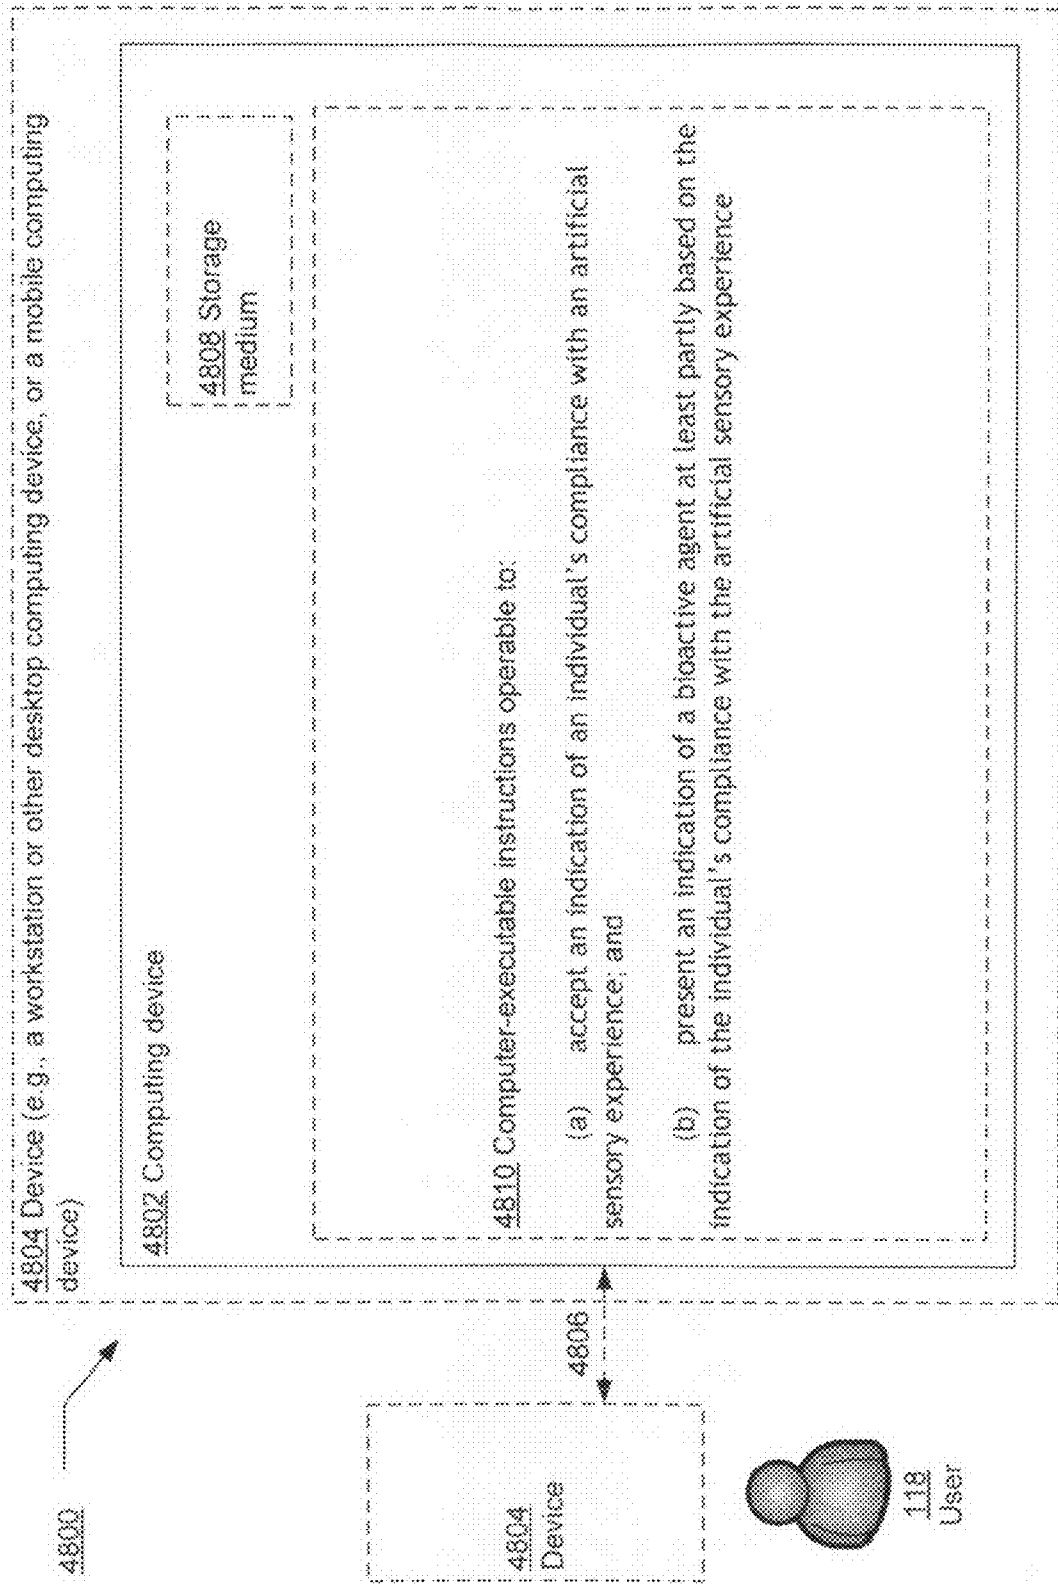 4800
4804 Device (e.g., a workstation or other desktop computing device, or a mobile computing
device)
4802 Computing device
4808 Storage
medium
4810 Computer-executable instructions operable to:
(a) accept an indication of an individual's compliance with an artificial
sensory experience; and
(b) present an indication of a bioactive agent at least partly based on the
indication of the individual's compliance with the artificial sensory experience
4806
4804
Device
118
User